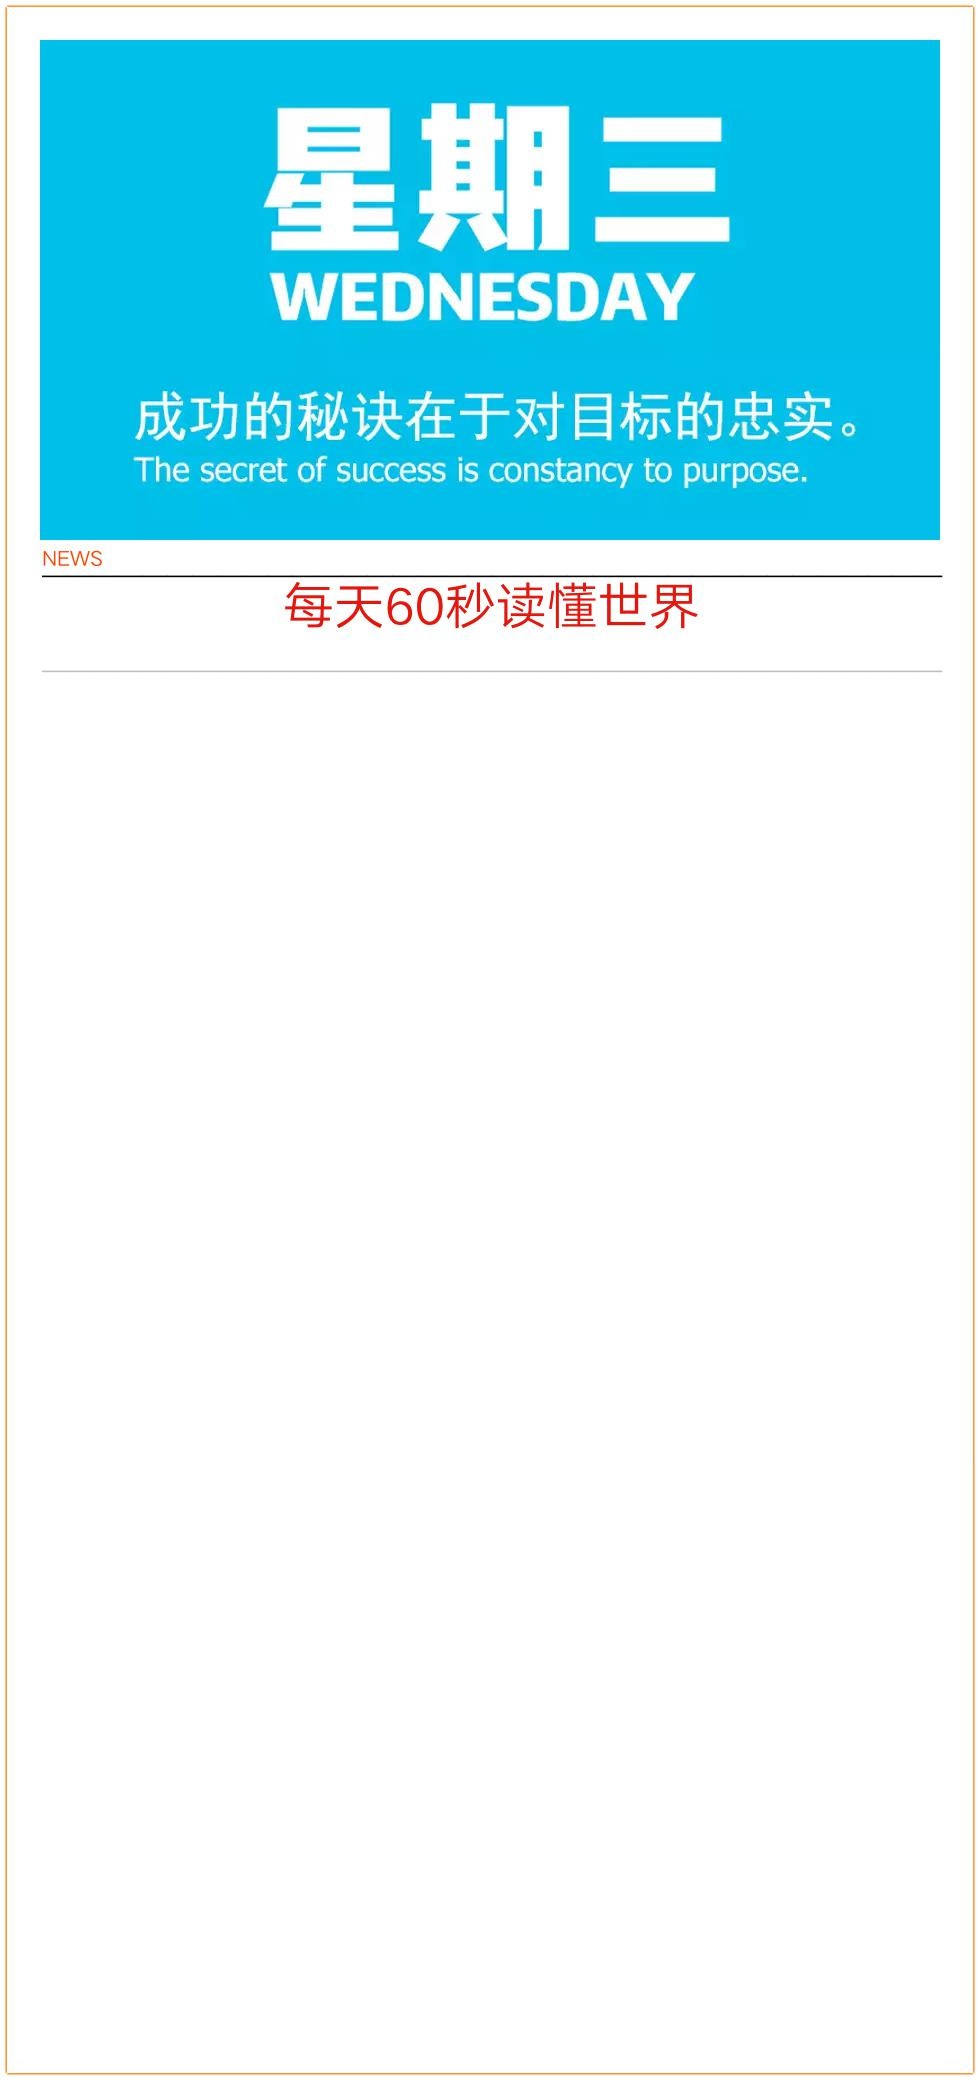 星期三
WEDNESDAY
成功的秘诀在于对目标的忠实。
The secret of success is constancy to purpose.
NEWS
每天60秒读懂世界